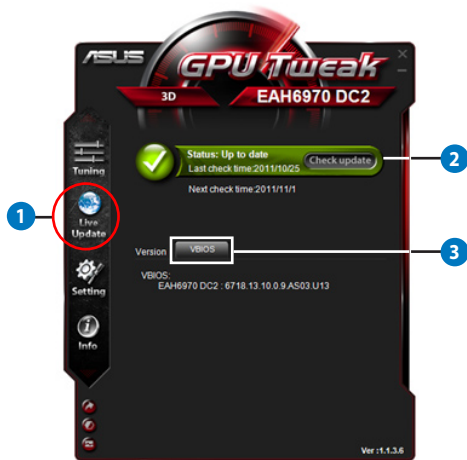 ASUS
GPU Tweak
3D
EAH6970 DC2
Tuning
Live
Update
Setting
Info
Status: Up to date
Last check time:2011/10/25
Check update
Next check time:2011/11/1
Version
VBIOS
VBIOS:
EAH6970 DC2 : 6718.13.10.0.9.AS03.U13
Ver :1.1.3.6
1
2
3